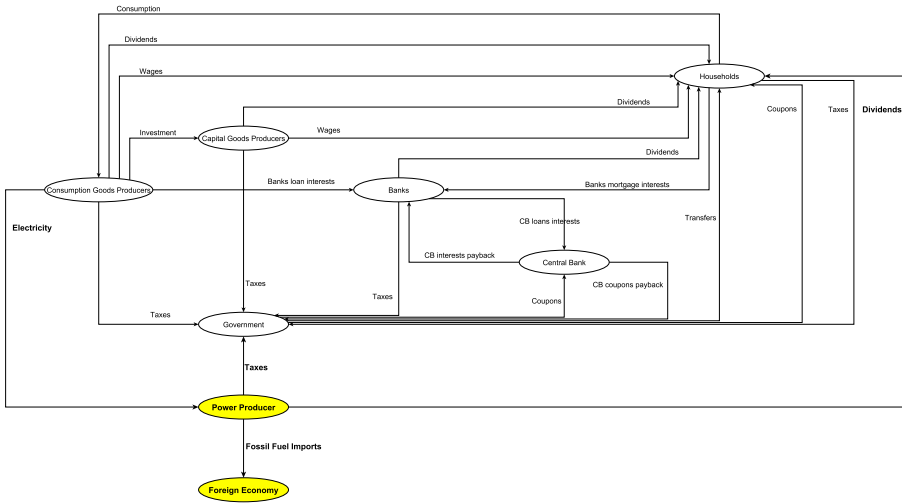 Consumption
Dividends
Wages
Households
Coupons
Taxes
Dividends
Dividends
Investment
Capital Goods Producers
Wages
Dividends
Consumption Goods Producers
Banks loan interests
Banks
Banks mortgage interests
Electricity
CB loans interests
Transfers
CB interests payback
Central Bank
CB coupons payback
Taxes
Taxes
Coupons
Taxes
Government
Taxes
Power Producer
Fossil Fuel Imports
Foreign Economy